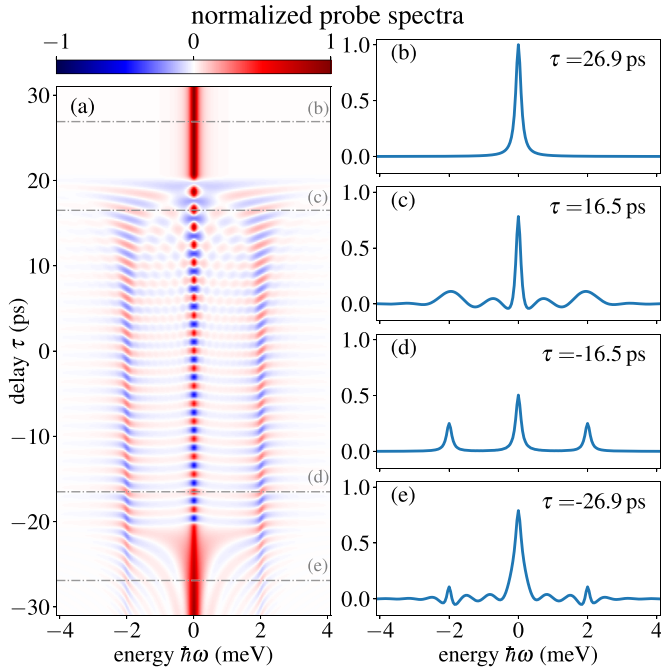 normalized probe spectra
−1 0 1
(a)
(b)
(c)
(d)
(e)
30
20
10
0
−10
−20
−30
delay τ (ps)
−4 −2 0 2 4
energy ħω (meV)
(b) τ =26.9 ps
1.0
0.5
0.0
(c) τ =16.5 ps
1.0
0.5
0.0
(d) τ =-16.5 ps
1.0
0.5
0.0
(e) τ =-26.9 ps
1.0
0.5
0.0
−4 −2 0 2 4
energy ħω (meV)